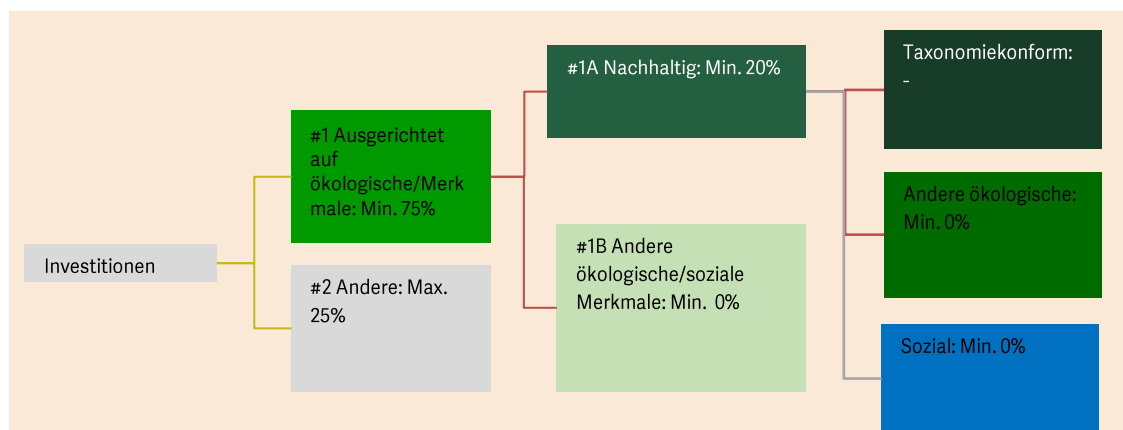 Investitionen
#1 Ausgerichtet
auf
ökologische/Merk
male: Min. 75%
#2 Andere: Max.
25%
#1A Nachhaltig: Min. 20%
#1B Andere
ökologische/soziale
Merkmale: Min.  0%
Taxonomiekonform:
-
Andere ökologische:
Min. 0%
Sozial: Min. 0%